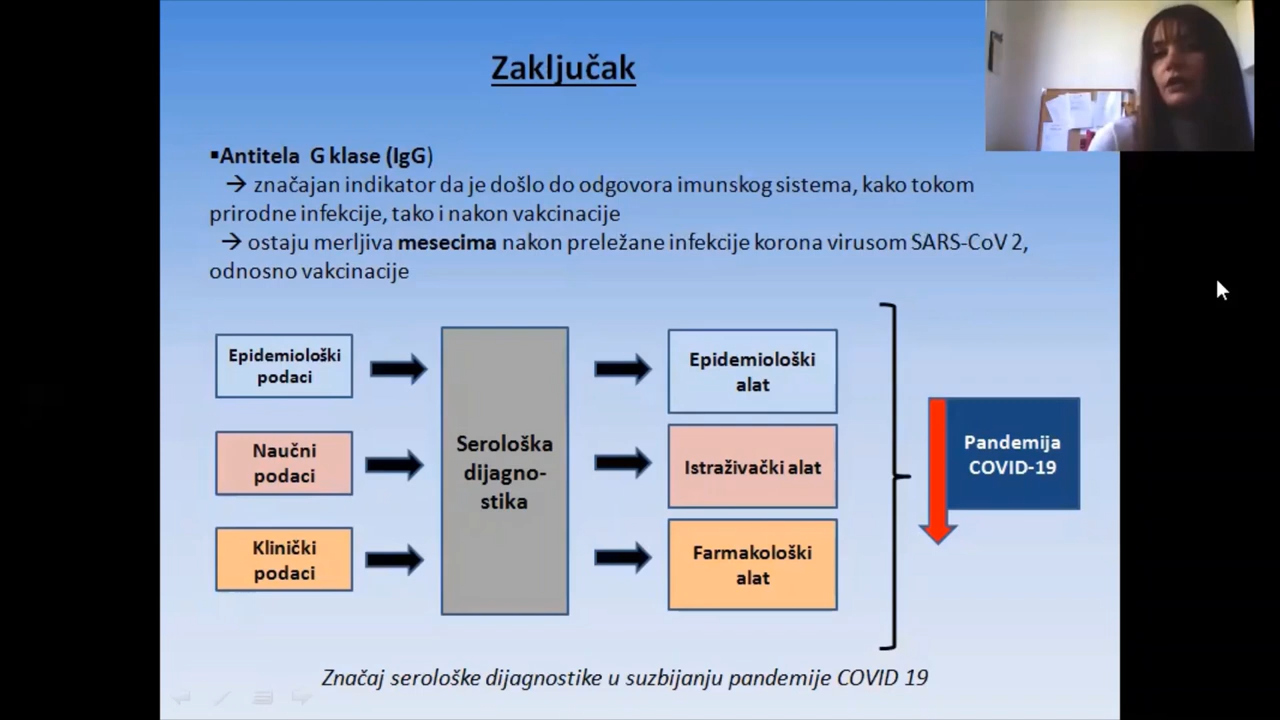 Zaključak
▪Antitela G klase (IgG)
→ značajan indikator da je došlo do odgovora imunskog sistema, kako tokom
prirodne infekcije, tako i nakon vakcinacije
→ ostaju merljiva mesecima nakon preležane infekcije korona virusom SARS-CoV 2,
odnosno vakcinacije
Epidemiološki
podaci
Naučni
podaci
Klinički
podaci
Serološka
dijagno-
stika
Epidemiološki
alat
Istraživački alat
Farmakološki
alat
Pandemija
COVID-19
Značaj serološke dijagnostike u suzbijanju pandemije COVID 19